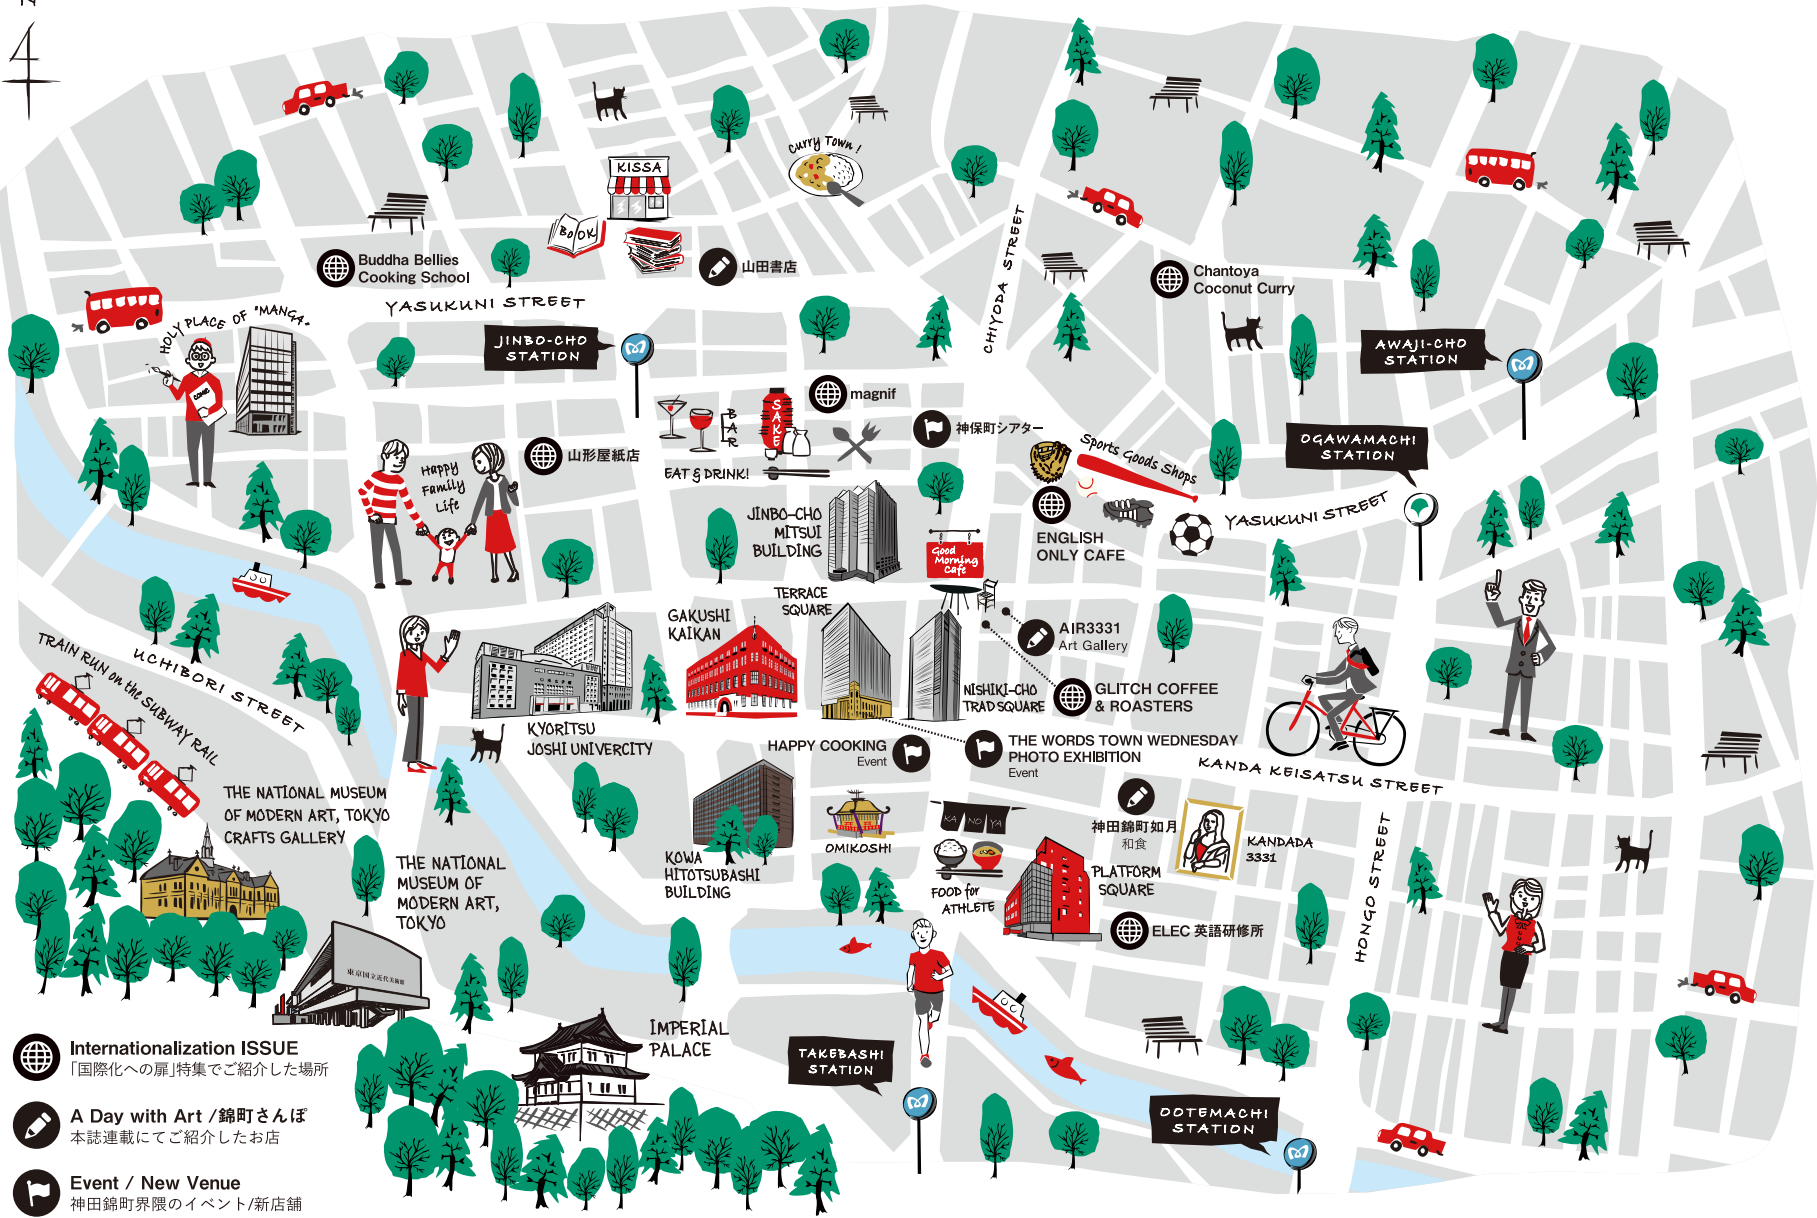 N
Curry Town!
KISSA
BOOK
山田書店
Buddha Bellies
Cooking School
YASUKUNI STREET
CHIYODA STREET
Chantoya
Coconut Curry
HOLY PLACE OF "MANGA"
COMIC
JINBO-CHO
STATION
AWAJI-CHO
STATION
magnif
BAR
SAKE
EAT & DRINK!
神保町シアター
山形屋紙店
Happy
Family
Life
Sports Goods Shops
OGAWAMACHI
STATION
YASUKUNI STREET
JINBO-CHO
MITSUI
BUILDING
Good
Morning
Cafe
ENGLISH
ONLY CAFE
TERRACE
SQUARE
GAKUSHI
KAIKAN
AIR3331
Art Gallery
NISHIKI-CHO
TRAD SQUARE
GLITCH COFFEE
& ROASTERS
TRAIN RUN on the SUBWAY RAIL
UCHIBORI STREET
KYORITSU
JOSHI UNIVERCITY
HAPPY COOKING
Event
THE WORDS TOWN WEDNESDAY
PHOTO EXHIBITION
Event
KANDA KEISATSU STREET
THE NATIONAL MUSEUM
OF MODERN ART, TOKYO
CRAFTS GALLERY
THE NATIONAL
MUSEUM OF
MODERN ART,
TOKYO
東京国立近代美術館
KOWA
HITOTSUBASHI
BUILDING
OMIKOSHI
KA NO YA
FOOD for
ATHLETE
神田錦町如月
和食
PLATFORM
SQUARE
KANDADA
3331
ELEC 英語研修所
HONGO STREET
IMPERIAL
PALACE
TAKEBASHI
STATION
OOTEMACHI
STATION
Internationalization ISSUE
「国際化への扉」特集でご紹介した場所
A Day with Art /錦町さんぽ
本誌連載にてご紹介したお店
Event / New Venue
神田錦町界隈のイベント/新店舗